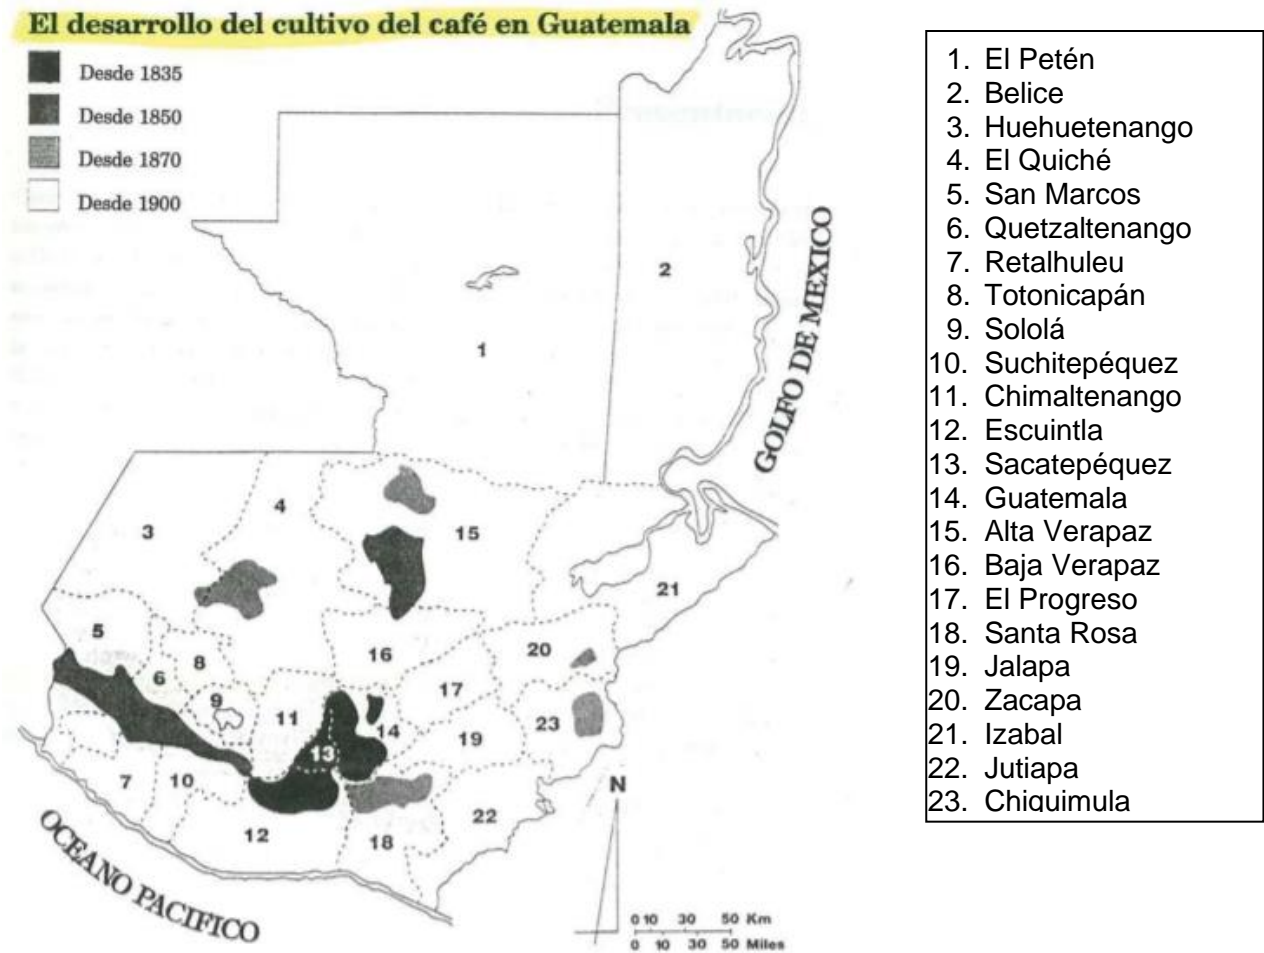 El desarrollo del cultivo del café en Guatemala
Desde 1835
Desde 1850
Desde 1870
Desde 1900
1
2
3
4
5
6
7
8
9
10
11
12
13
14
15
16
17
18
19
20
21
22
23
GOLFO DE MEXICO
OCEANO PACIFICO
N
0 10 30 50 Km
0 10 30 50 Miles
1. El Petén
2. Belice
3. Huehuetenango
4. El Quiché
5. San Marcos
6. Quetzaltenango
7. Retalhuleu
8. Totonicapán
9. Sololá
10. Suchitepéquez
11. Chimaltenango
12. Escuintla
13. Sacatepéquez
14. Guatemala
15. Alta Verapaz
16. Baja Verapaz
17. El Progreso
18. Santa Rosa
19. Jalapa
20. Zacapa
21. Izabal
22. Jutiapa
23. Chiquimula